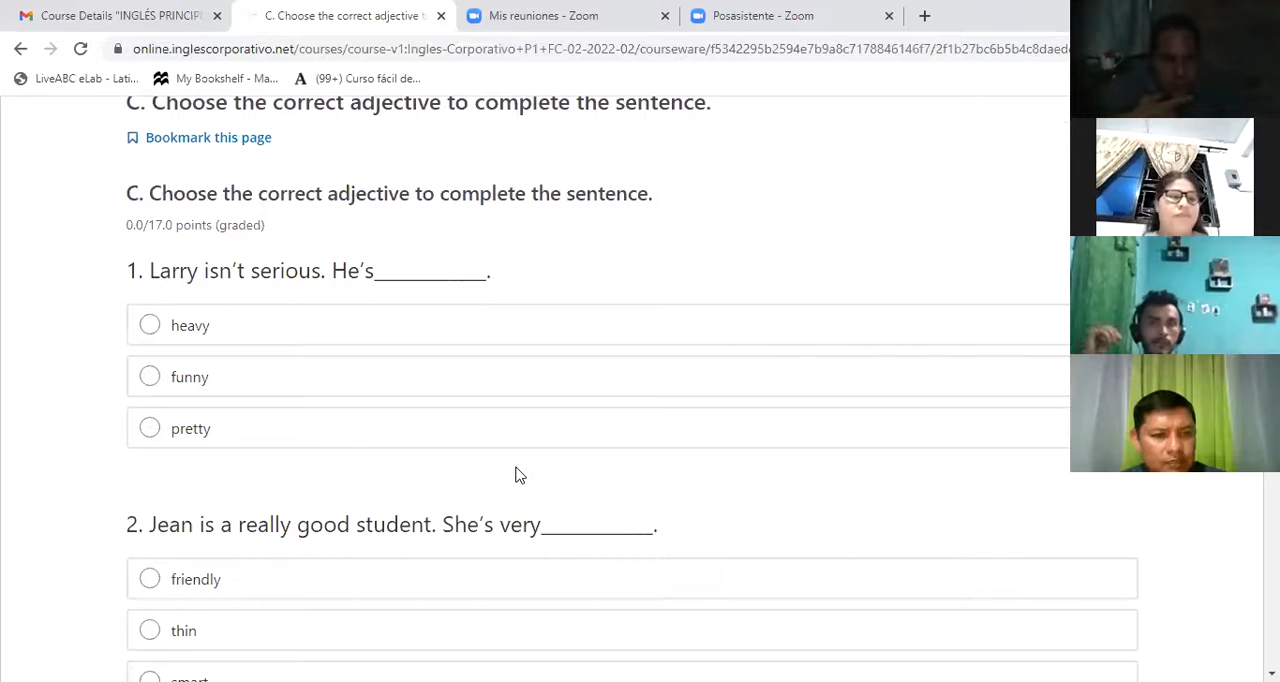 Course Details "INGLÉS PRINCIPI
C. Choose the correct adjective t
Mis reuniones - Zoom
Posasistente - Zoom
online.inglescorporativo.net/courses/course-v1:Ingles-Corporativo+P1+FC-02-2022-02/courseware/f5342295b2594e7b9a8c7178846146f7/2f1b27bc6b5b4c8daed
LiveABC eLab - Lati...
My Bookshelf - Ma...
(99+) Curso fácil de...
C. Choose the correct adjective to complete the sentence.
Bookmark this page
C. Choose the correct adjective to complete the sentence.
0.0/17.0 points (graded)
1. Larry isn't serious. He's__________.
heavy
funny
pretty
2. Jean is a really good student. She's very__________.
friendly
thin
smart